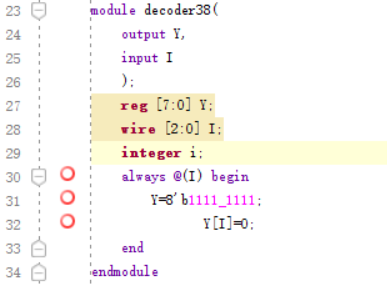 23 module decoder38(
24 output Y,
25 input I
26 );
27 reg [7:0] Y;
28 wire [2:0] I;
29 integer i;
30 always @(I) begin
31 Y=8'b1111_1111;
32 Y[I]=0;
33 end
34 endmodule